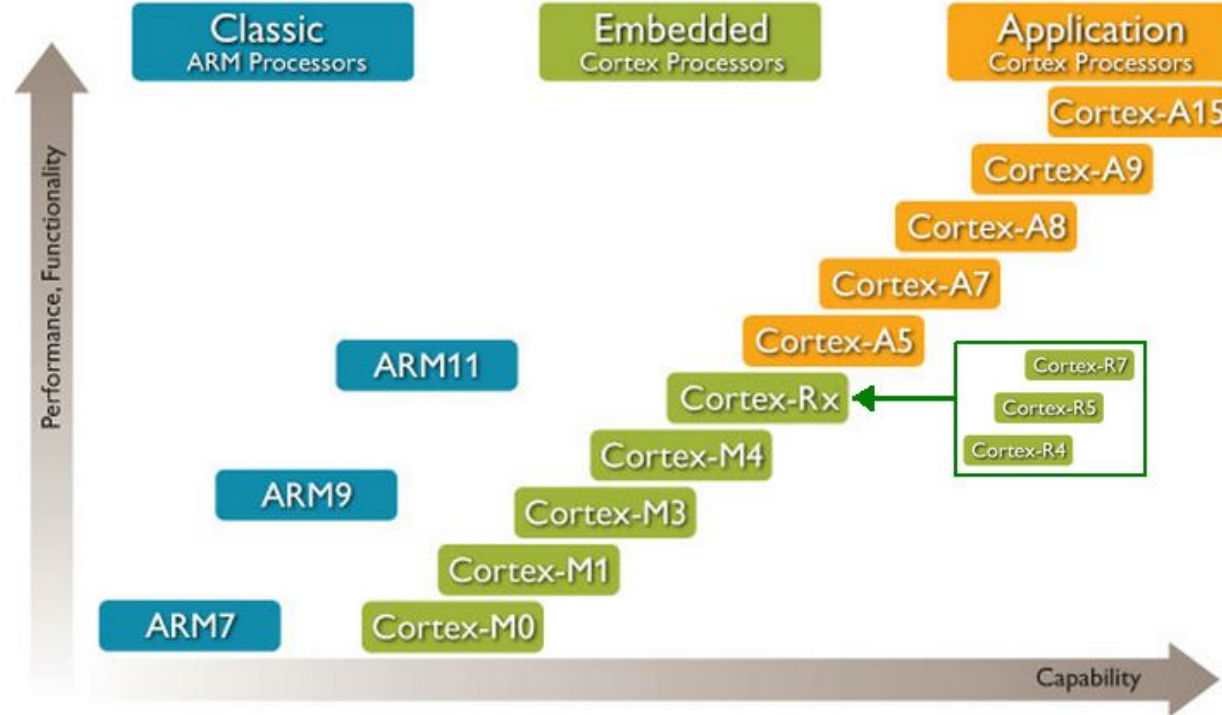 Classic
ARM Processors
Embedded
Cortex Processors
Application
Cortex Processors
Performance, Functionality
Cortex-A15
Cortex-A9
Cortex-A8
Cortex-A7
Cortex-A5
ARM11
Cortex-R7
Cortex-Rx
Cortex-R5
Cortex-R4
Cortex-M4
ARM9
Cortex-M3
Cortex-M1
ARM7
Cortex-M0
Capability